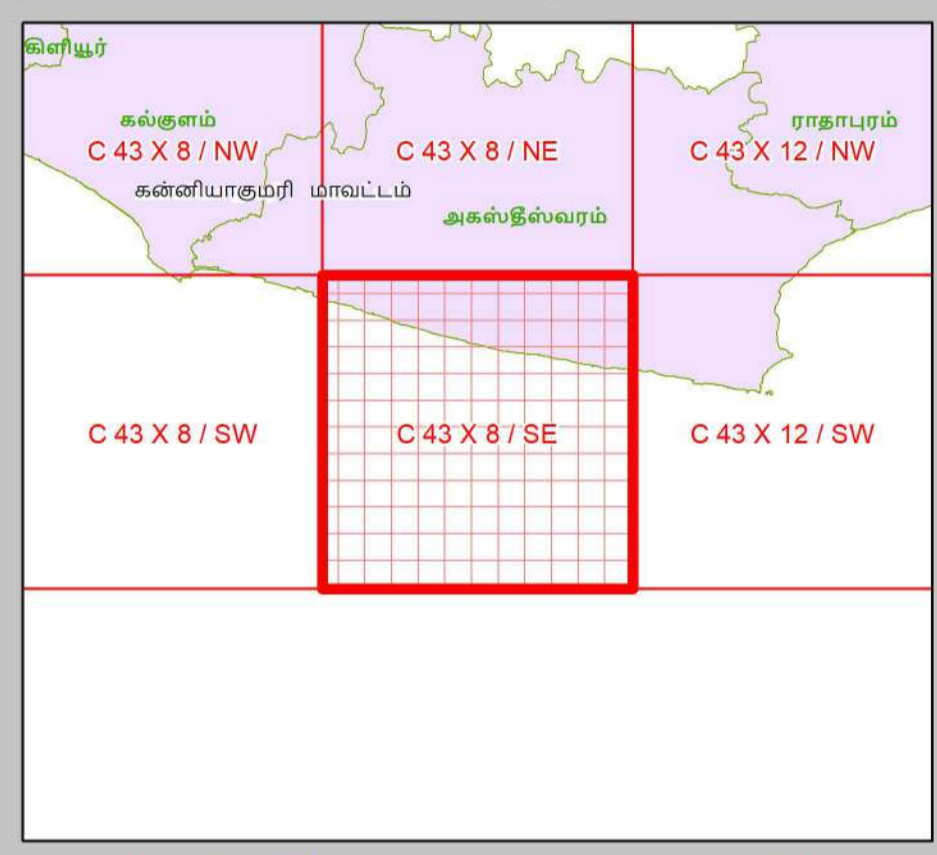 கிளியூர்
கல்குளம்
ராதாபுரம்
C 43 X 8 / NW
C 43 X 8 / NE
C 43 X 12 / NW
கன்னியாகுமரி மாவட்டம்
அகஸ்தீஸ்வரம்
C 43 X 8 / SW
C 43 X 8 / SE
C 43 X 12 / SW